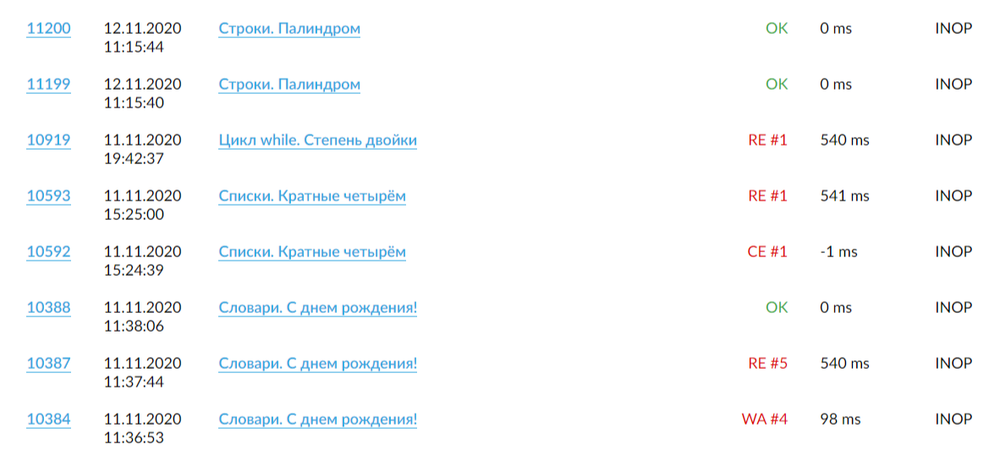 11200 12.11.2020 Строки. Палиндром OK 0 ms INOP
11:15:44
11199 12.11.2020 Строки. Палиндром OK 0 ms INOP
11:15:40
10919 11.11.2020 Цикл while. Степень двойки RE #1 540 ms INOP
19:42:37
10593 11.11.2020 Списки. Кратные четырём RE #1 541 ms INOP
15:25:00
10592 11.11.2020 Списки. Кратные четырём CE #1 -1 ms INOP
15:24:39
10388 11.11.2020 Словари. С днем рождения! OK 0 ms INOP
11:38:06
10387 11.11.2020 Словари. С днем рождения! RE #5 540 ms INOP
11:37:44
10384 11.11.2020 Словари. С днем рождения! WA #4 98 ms INOP
11:36:53